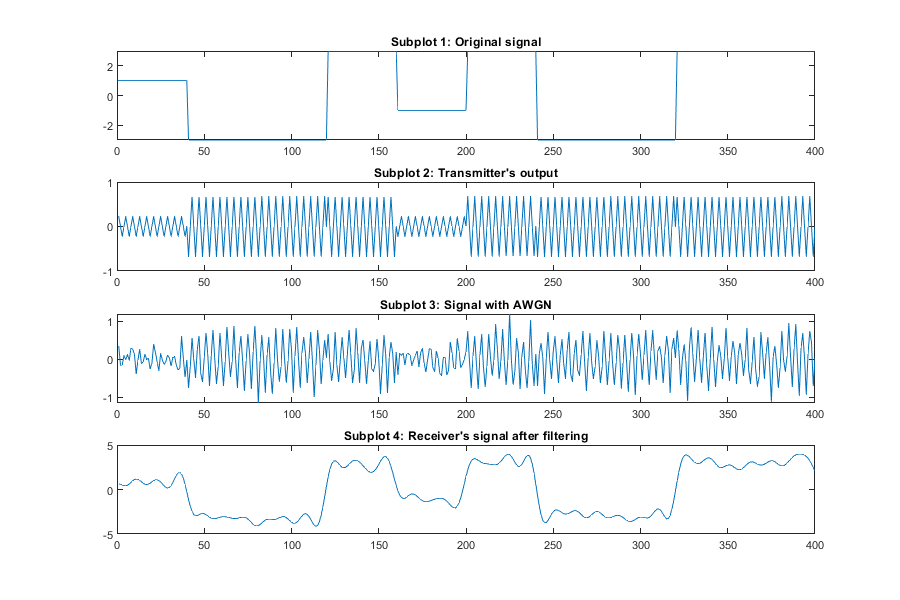 Subplot 1: Original signal
2
0
-2
0 50 100 150 200 250 300 350 400
Subplot 2: Transmitter's output
1
0
-1
0 50 100 150 200 250 300 350 400
Subplot 3: Signal with AWGN
1
0
-1
0 50 100 150 200 250 300 350 400
Subplot 4: Receiver's signal after filtering
5
0
-5
0 50 100 150 200 250 300 350 400